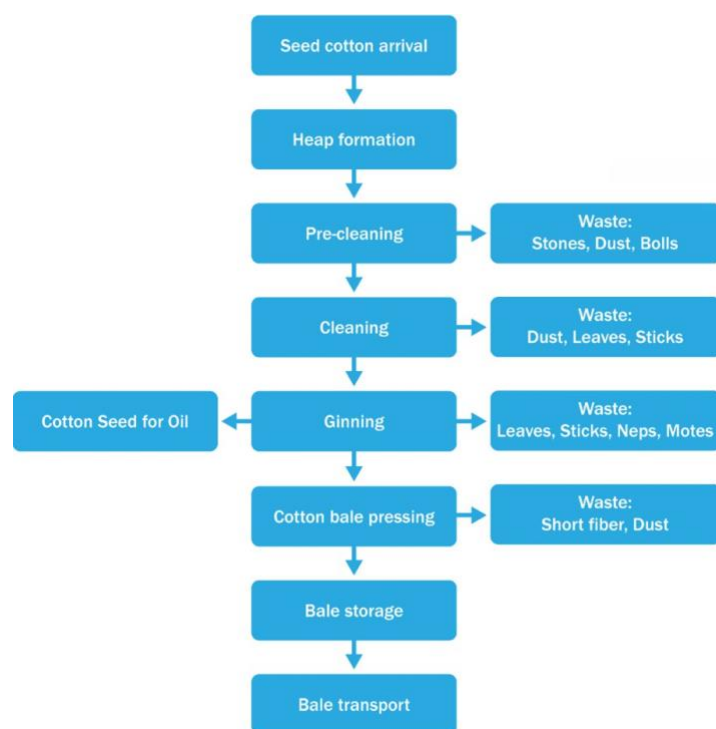 Seed cotton arrival
Heap formation
Pre-cleaning
Waste:
Stones, Dust, Bolls
Cleaning
Waste:
Dust, Leaves, Sticks
Cotton Seed for Oil
Ginning
Waste:
Leaves, Sticks, Neps, Motes
Cotton bale pressing
Waste:
Short fiber, Dust
Bale storage
Bale transport